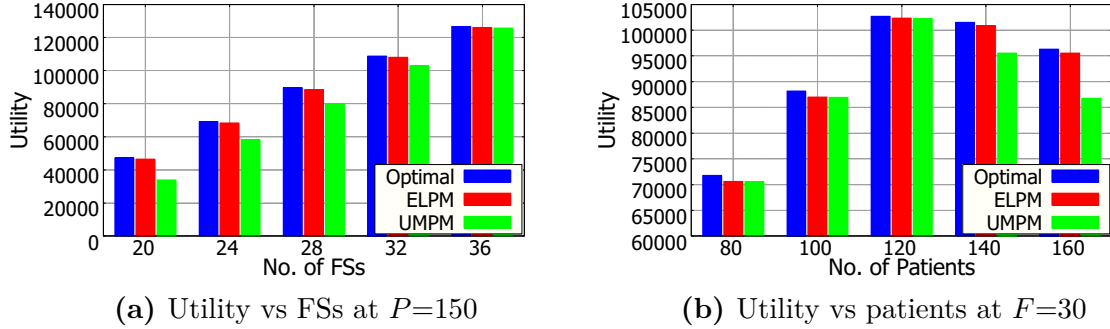 140000
120000
100000
80000
60000
40000
20000
0
Utility
Optimal
ELPM
UMPM
20 24 28 32 36
No. of FSs
(a) Utility vs FSs at P=150
105000
100000
95000
90000
85000
80000
75000
70000
65000
60000
Utility
Optimal
ELPM
UMPM
80 100 120 140 160
No. of Patients
(b) Utility vs patients at F=30